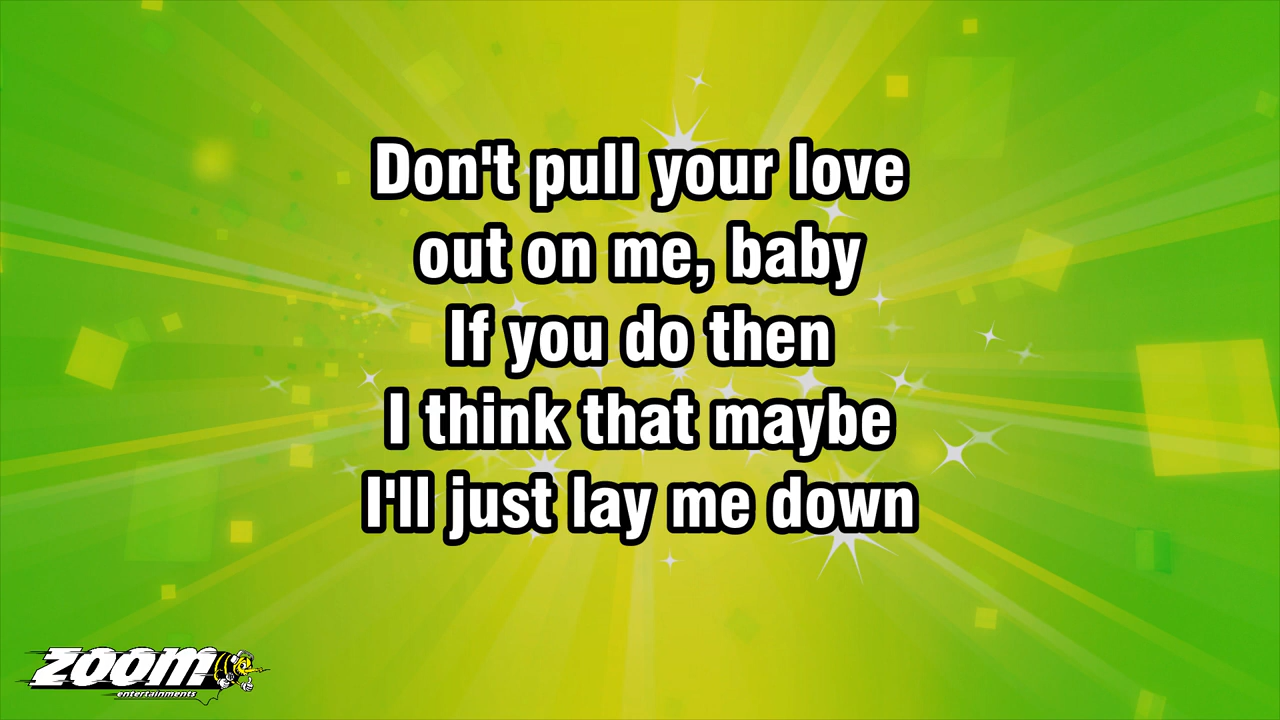 Don't pull your love
out on me, baby
If you do then
I think that maybe
I'll just lay me down
zoom
entertainments